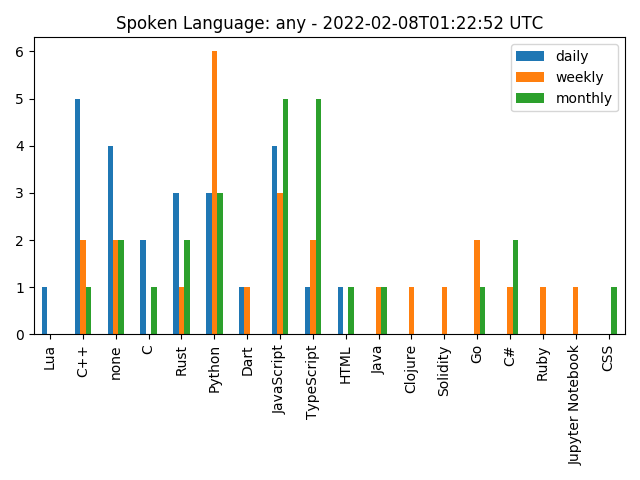 Spoken Language: any - 2022-02-08T01:22:52 UTC
daily
weekly
monthly
6
5
4
3
2
1
0
Lua
C++
none
C
Rust
Python
Dart
JavaScript
TypeScript
HTML
Java
Clojure
Solidity
Go
C#
Ruby
Jupyter Notebook
CSS